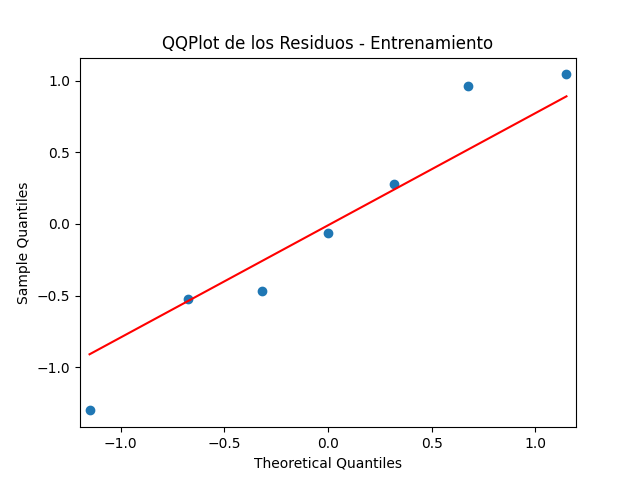 QQPlot de los Residuos - Entrenamiento
1.0
0.5
0.0
−0.5
−1.0
Sample Quantiles
−1.0 −0.5 0.0 0.5 1.0
Theoretical Quantiles